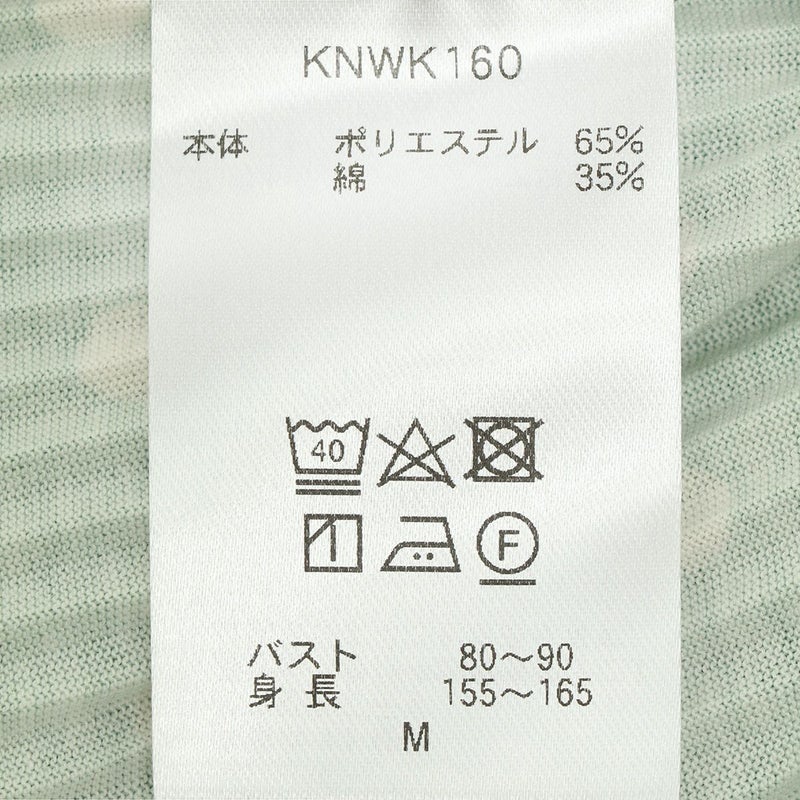 KNWK160
本体 ポリエステル 65%
綿 35%
40
F
バスト 80～90
身長 155～165
M